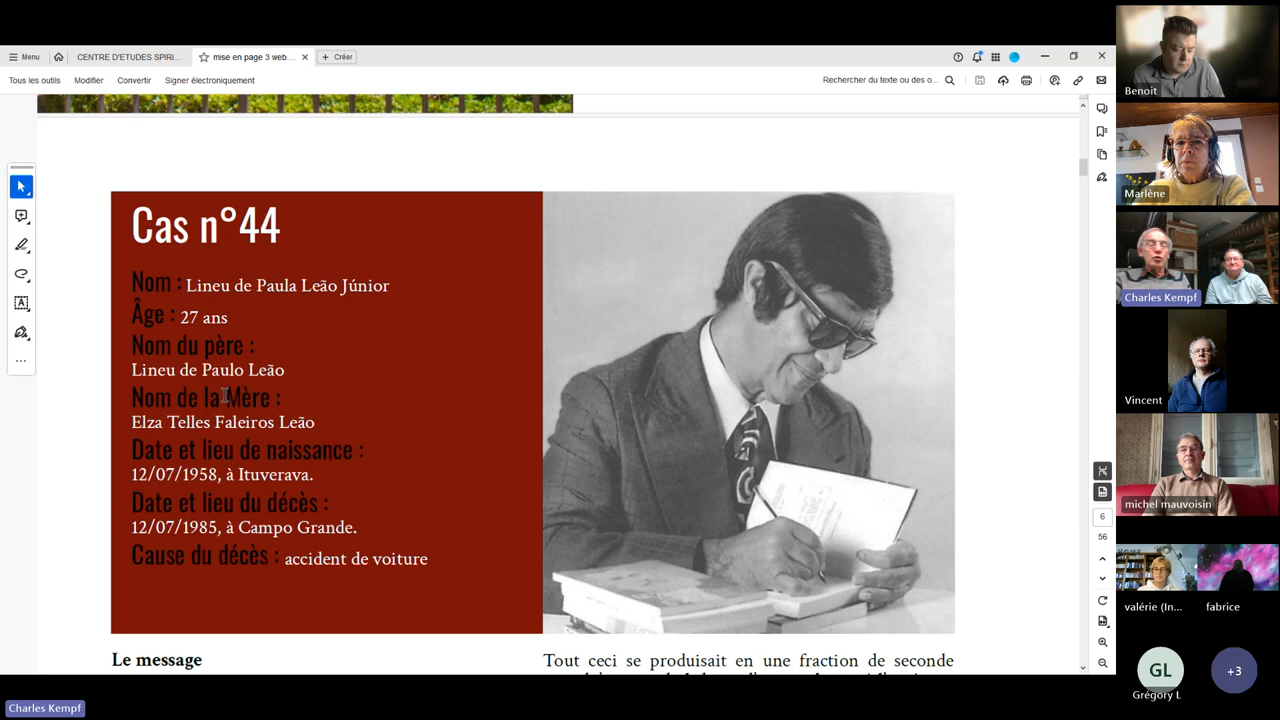 Menu
CENTRE D'ETUDES SPIRI...
mise en page 3 web....
Créer
Tous les outils
Modifier
Convertir
Signer électroniquement
Rechercher du texte ou des o...
Cas n°44
Nom : Lineu de Paula Leão Júnior
Âge : 27 ans
Nom du père :
Lineu de Paulo Leão
Nom de la Mère :
Elza Telles Faleiros Leão
Date et lieu de naissance :
12/07/1958, à Ituverava.
Date et lieu du décès :
12/07/1985, à Campo Grande.
Cause du décès : accident de voiture
Le message
Tout ceci se produisait en une fraction de seconde
6
56
Benoit
Marlène
Charles Kempf
Vincent
michel mauvoisin
valérie (In...
fabrice
GL
Grégory L
+3
Charles Kempf